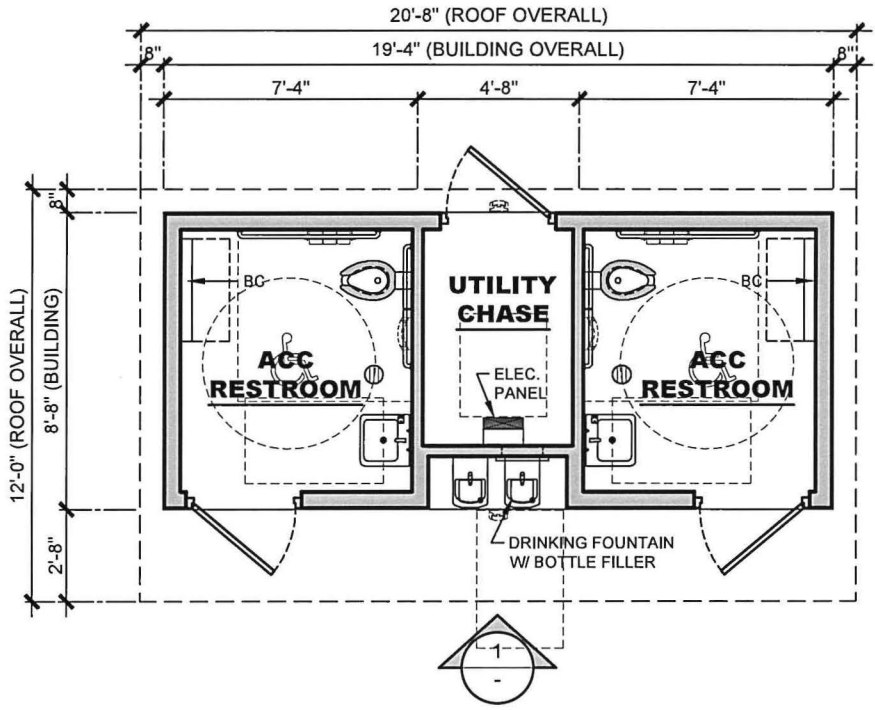 20'-8" (ROOF OVERALL)
8"
19'-4" (BUILDING OVERALL)
8"
7'-4"
4'-8"
7'-4"
8"
12'-0" (ROOF OVERALL)
8'-8" (BUILDING)
2'-8"
BC
UTILITY
CHASE
BC
ACC
RESTROOM
ELEC.
PANEL
ACC
RESTROOM
DRINKING FOUNTAIN
W/ BOTTLE FILLER
1
-